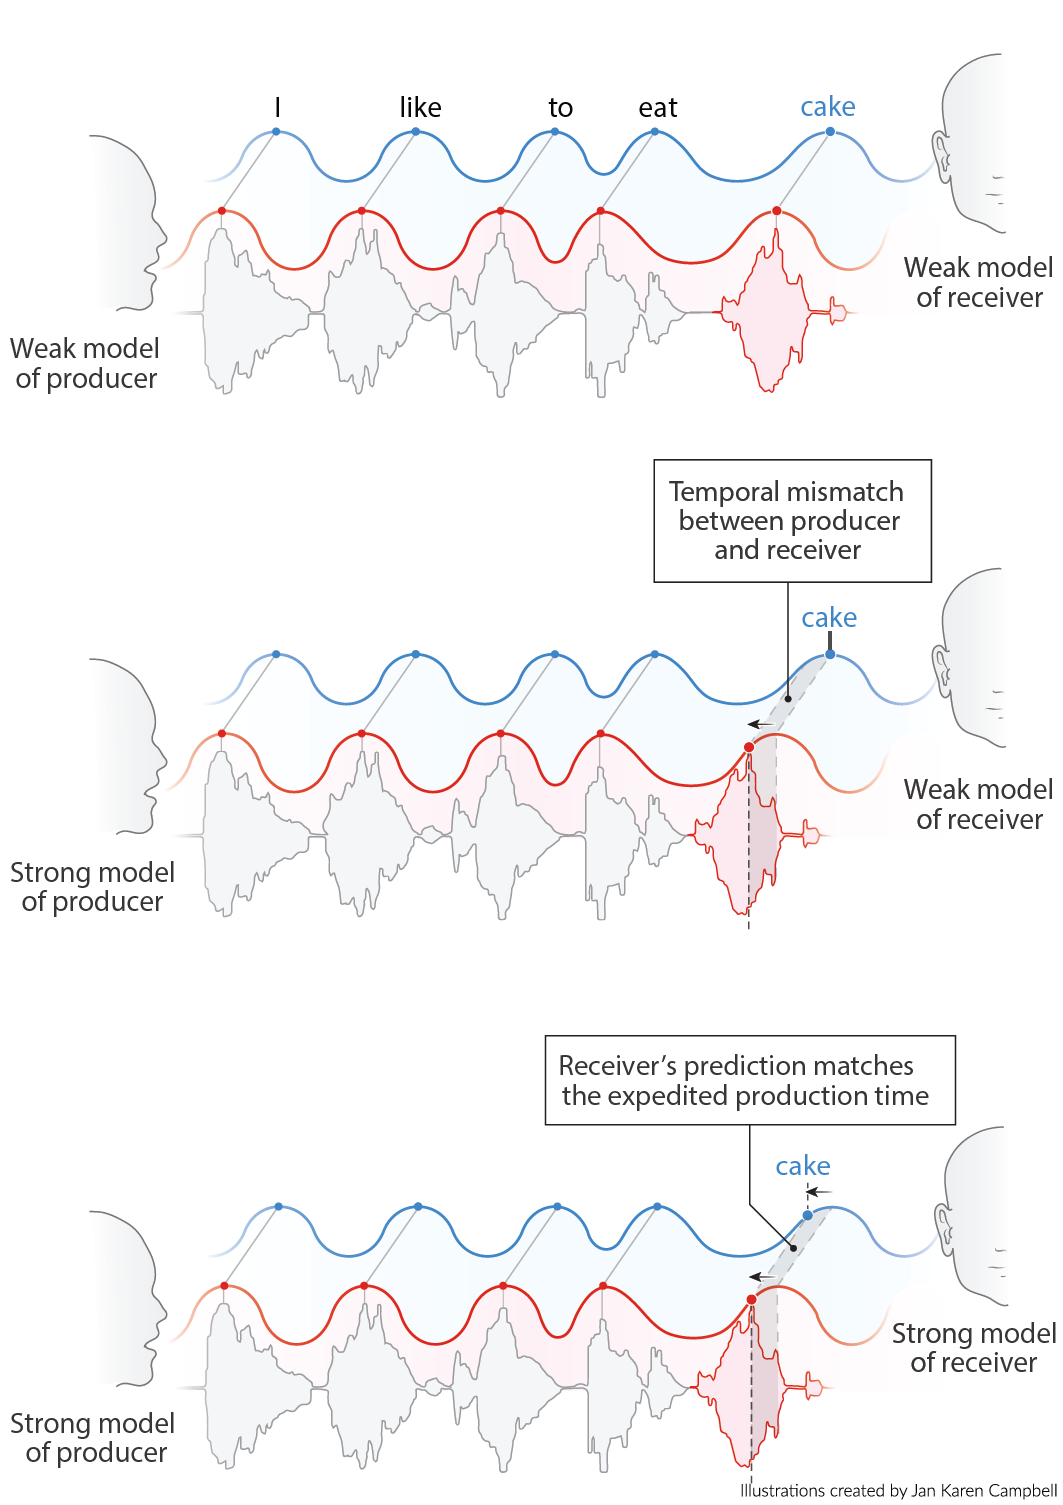 I like to eat cake
Weak model
of receiver
Weak model
of producer
Temporal mismatch
between producer
and receiver
cake
Weak model
of receiver
Strong model
of producer
Receiver’s prediction matches
the expedited production time
cake
Strong model
of receiver
Strong model
of producer
Illustrations created by Jan Karen Campbell